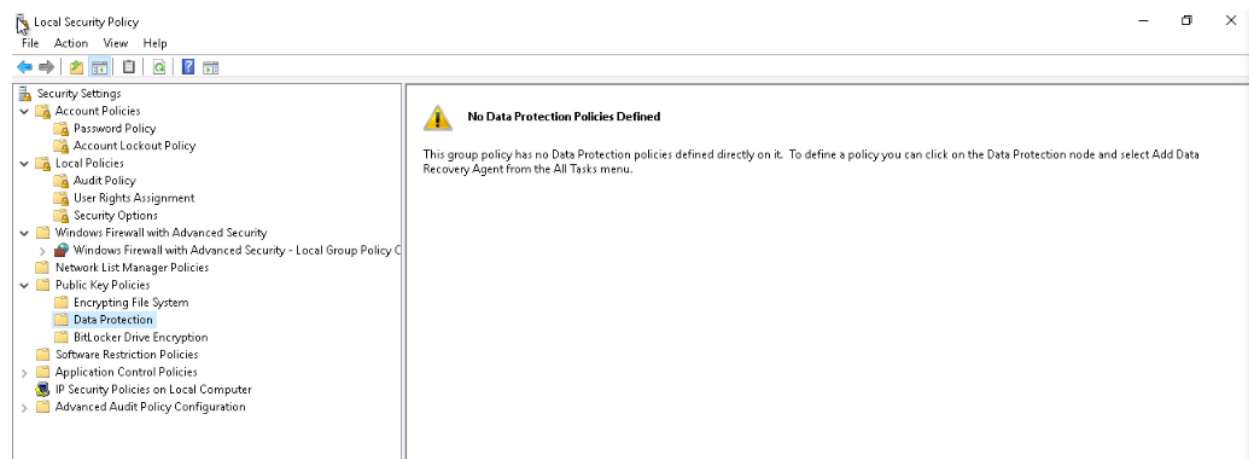 Local Security Policy
File Action View Help
Security Settings
Account Policies
Password Policy
Account Lockout Policy
Local Policies
Audit Policy
User Rights Assignment
Security Options
Windows Firewall with Advanced Security
Windows Firewall with Advanced Security - Local Group Policy C
Network List Manager Policies
Public Key Policies
Encrypting File System
Data Protection
BitLocker Drive Encryption
Software Restriction Policies
Application Control Policies
IP Security Policies on Local Computer
Advanced Audit Policy Configuration
No Data Protection Policies Defined
This group policy has no Data Protection policies defined directly on it. To define a policy you can click on the Data Protection node and select Add Data
Recovery Agent from the All Tasks menu.